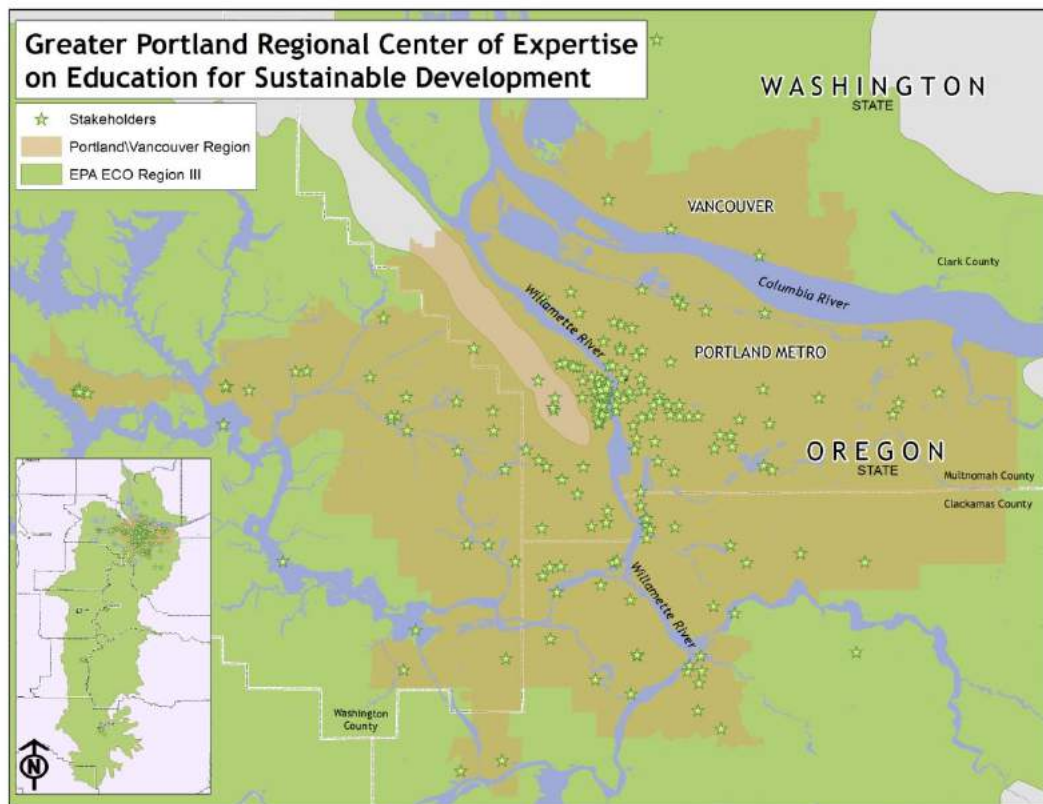 Greater Portland Regional Center of Expertise
on Education for Sustainable Development
Stakeholders
Portland\Vancouver Region
EPA ECO Region III
WASHINGTON
STATE
VANCOUVER
Clark County
Columbia River
Willamette River
PORTLAND METRO
OREGON
STATE
Multnomah County
Clackamas County
Willamette River
Washington
County
N